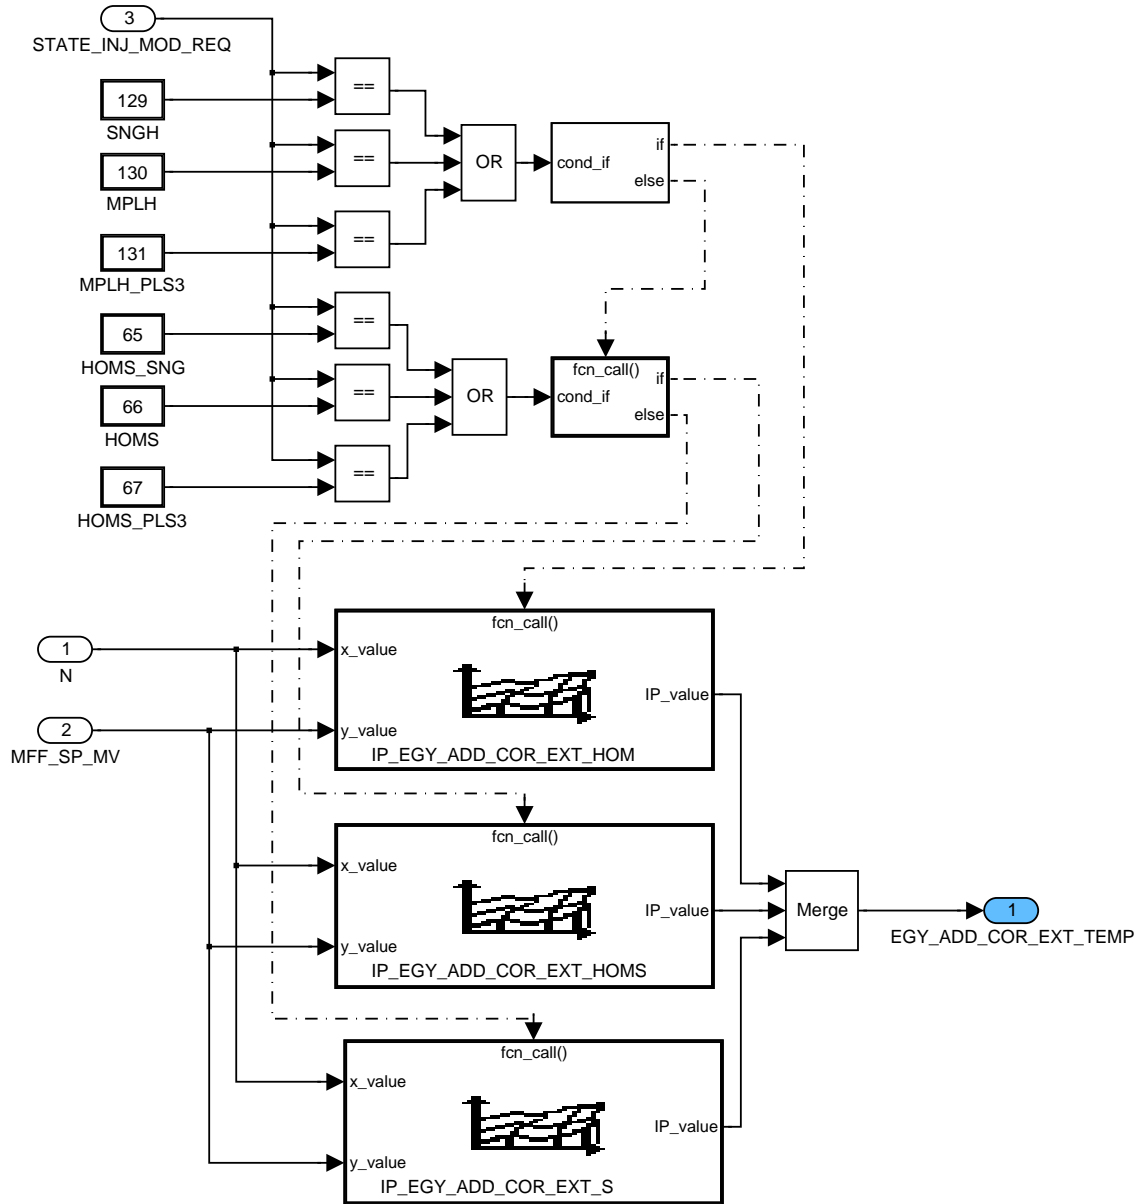 3
STATE_INJ_MOD_REQ
129
SNGH
==
130
MPLH
==
OR
cond_if
if
else
131
MPLH_PLS3
==
65
HOMS_SNG
==
66
HOMS
==
OR
fcn_call()
cond_if
if
else
67
HOMS_PLS3
==
1
N
2
MFF_SP_MV
fcn_call()
x_value
y_value
IP_value
IP_EGY_ADD_COR_EXT_HOM
fcn_call()
x_value
y_value
IP_value
IP_EGY_ADD_COR_EXT_HOMS
Merge
1
EGY_ADD_COR_EXT_TEMP
fcn_call()
x_value
y_value
IP_value
IP_EGY_ADD_COR_EXT_S